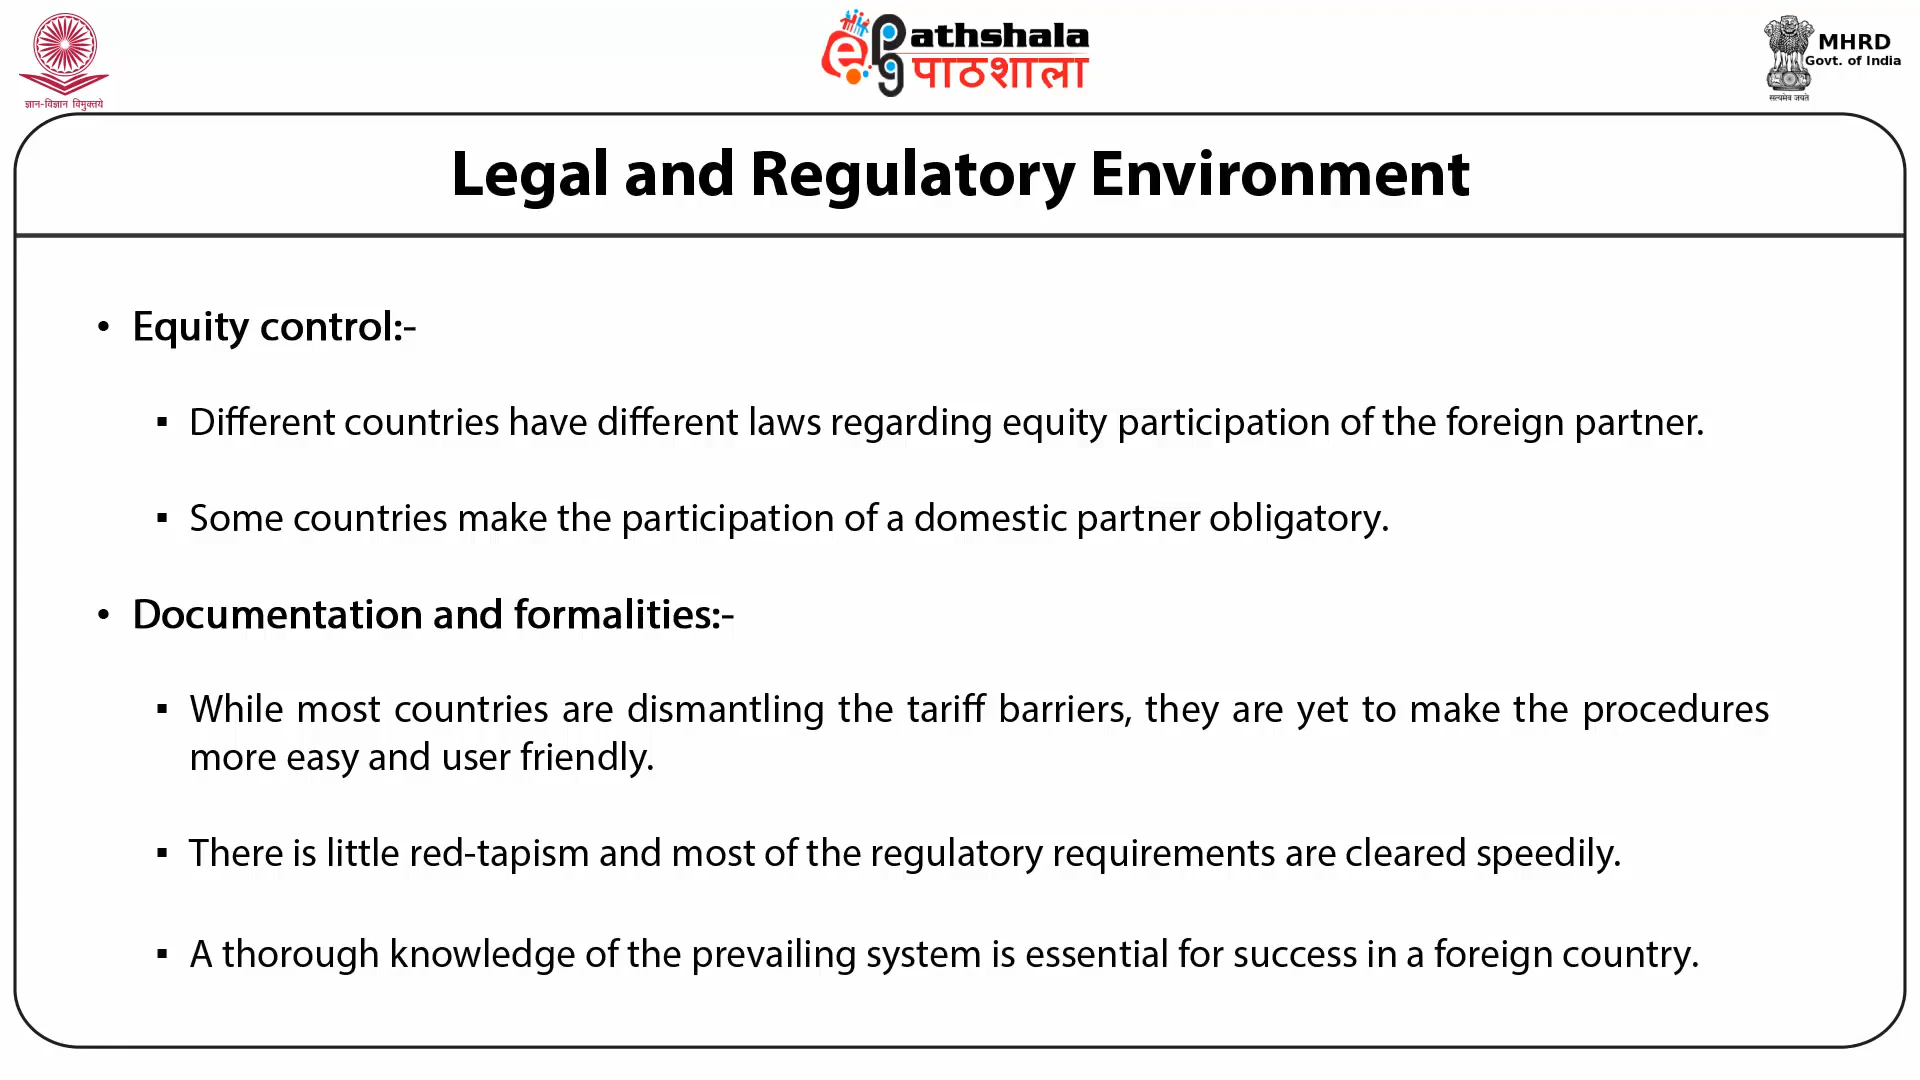 ज्ञान-विज्ञान विमुक्तये
e Pathshala
पाठशाला
MHRD
Govt. of India
सत्यमेव जयते
Legal and Regulatory Environment
• Equity control:-
▪ Different countries have different laws regarding equity participation of the foreign partner.
▪ Some countries make the participation of a domestic partner obligatory.
• Documentation and formalities:-
▪ While most countries are dismantling the tariff barriers, they are yet to make the procedures
more easy and user friendly.
▪ There is little red-tapism and most of the regulatory requirements are cleared speedily.
▪ A thorough knowledge of the prevailing system is essential for success in a foreign country.